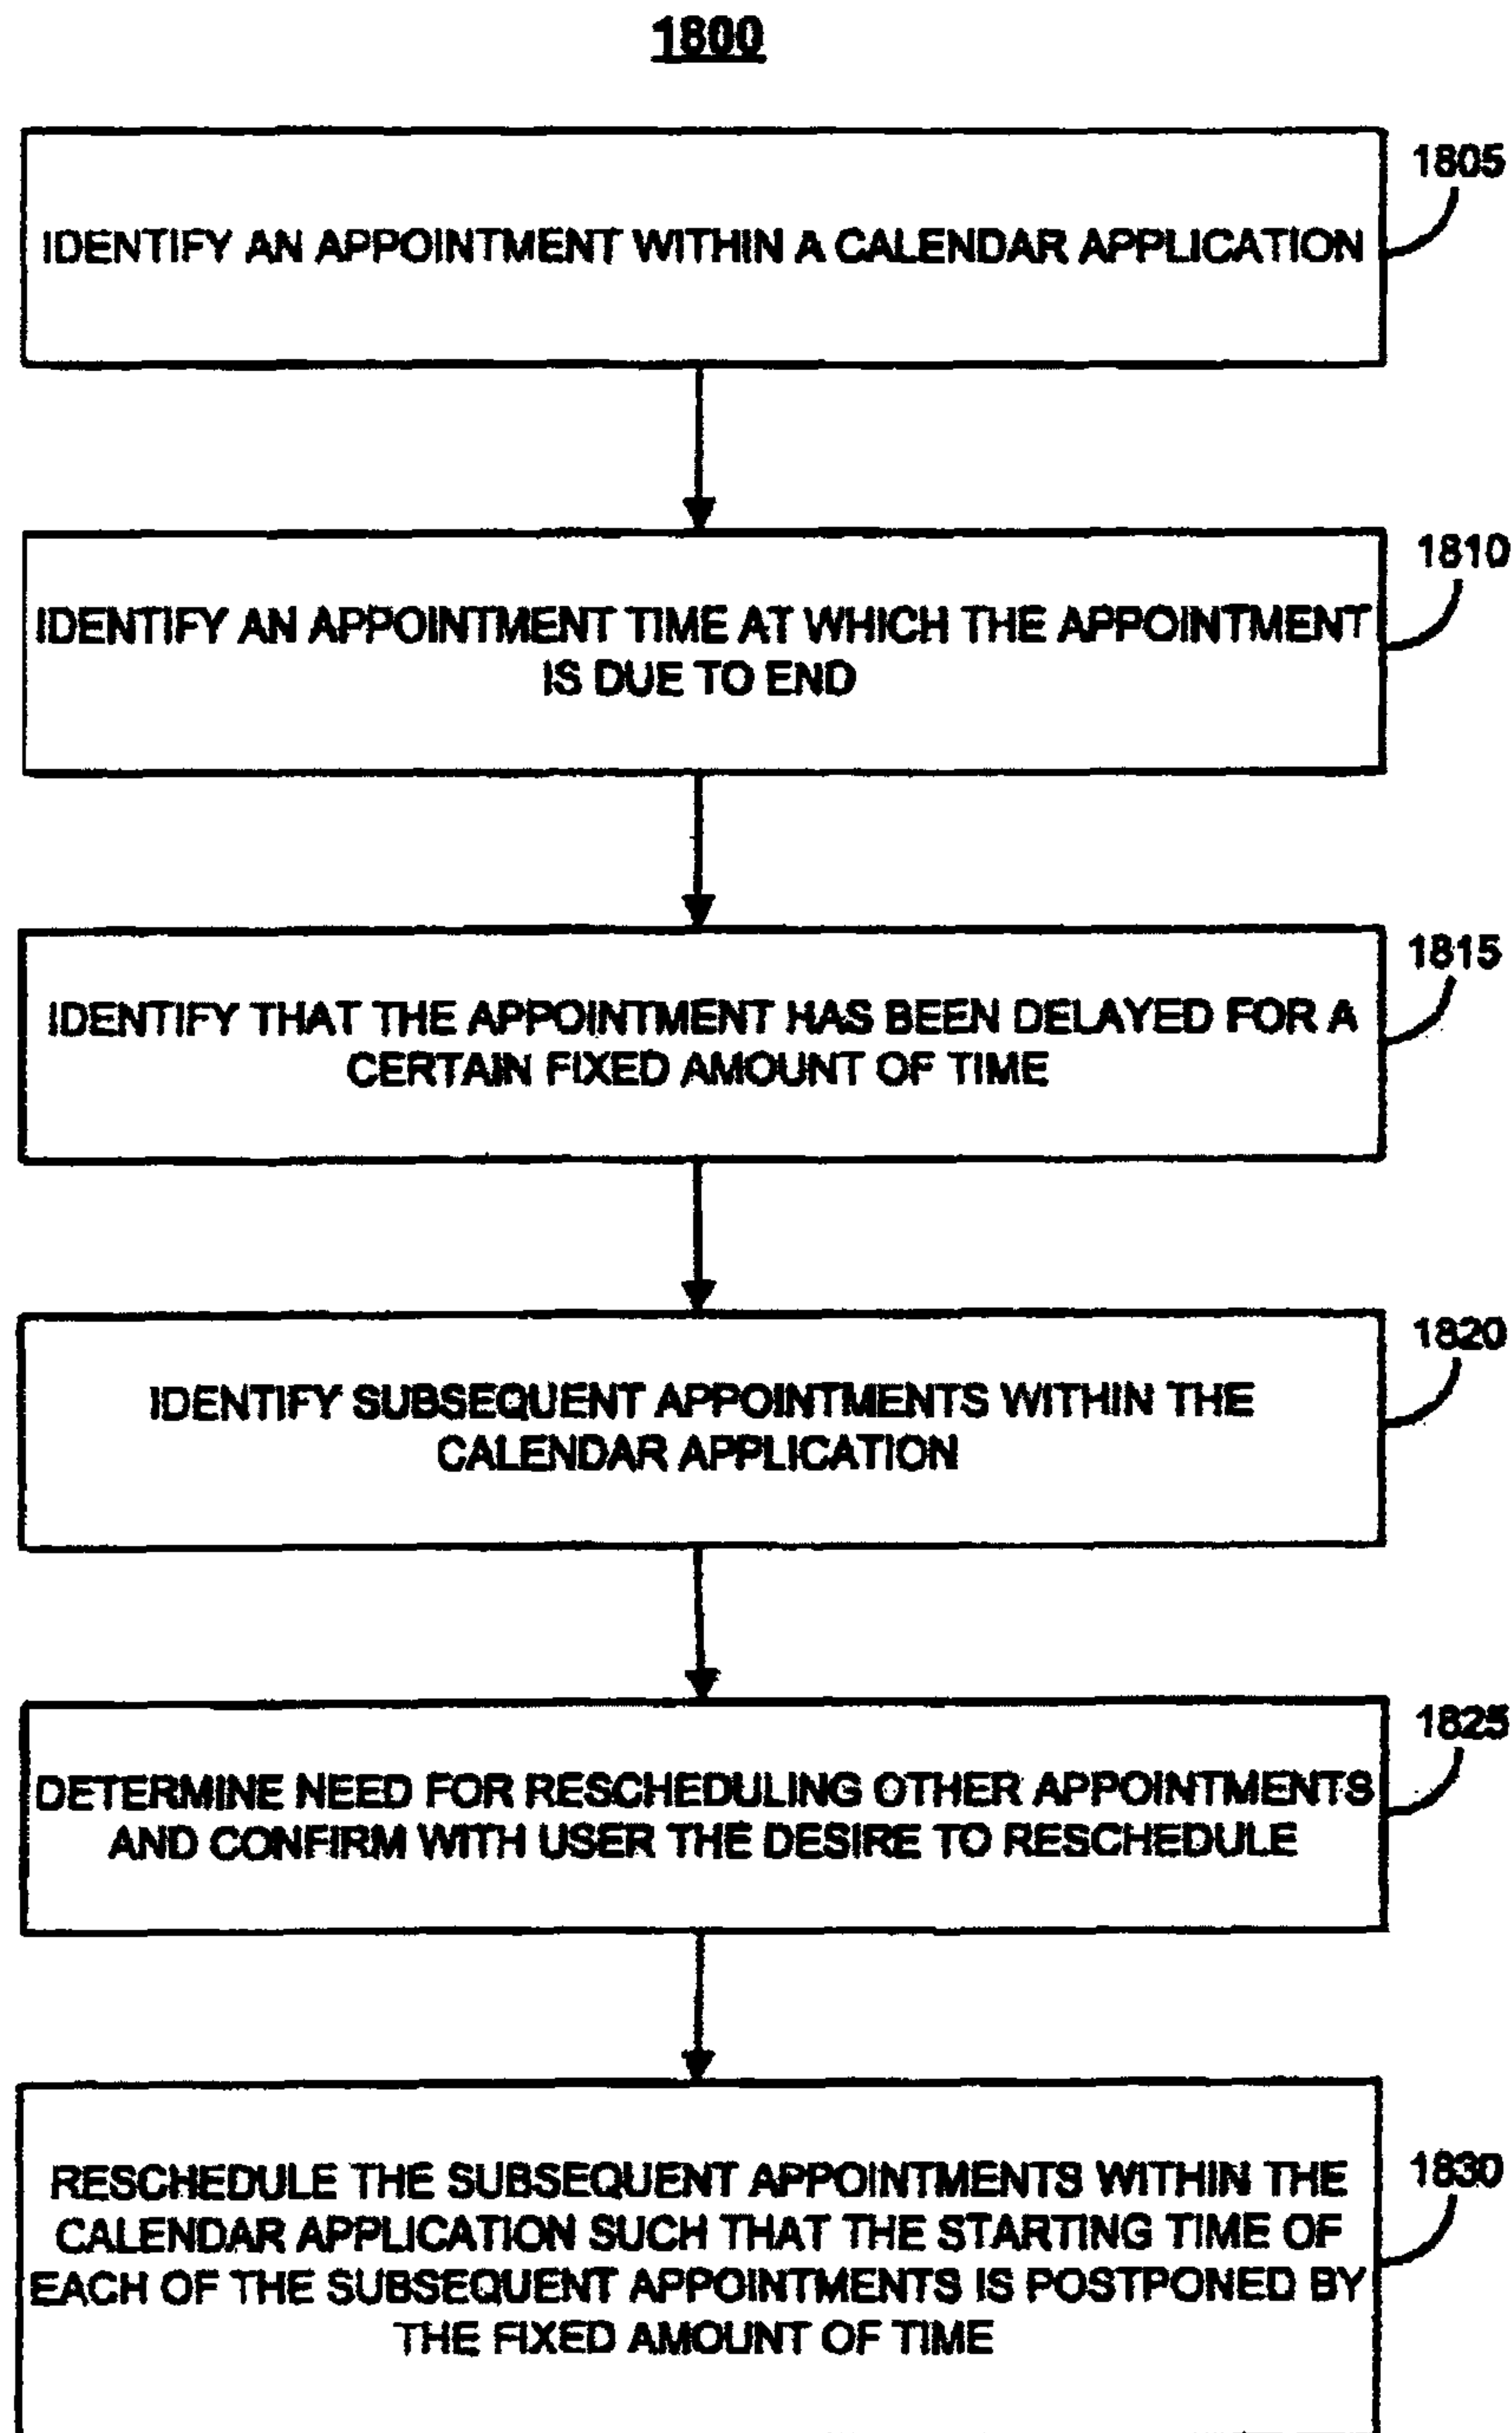 1800
1805
IDENTIFY AN APPOINTMENT WITHIN A CALENDAR APPLICATION
1810
IDENTIFY AN APPOINTMENT TIME AT WHICH THE APPOINTMENT
IS DUE TO END
1815
IDENTIFY THAT THE APPOINTMENT HAS BEEN DELAYED FOR A
CERTAIN FIXED AMOUNT OF TIME
1820
IDENTIFY SUBSEQUENT APPOINTMENTS WITHIN THE
CALENDAR APPLICATION
1825
DETERMINE NEED FOR RESCHEDULING OTHER APPOINTMENTS
AND CONFIRM WITH USER THE DESIRE TO RESCHEDULE
1830
RESCHEDULE THE SUBSEQUENT APPOINTMENTS WITHIN THE
CALENDAR APPLICATION SUCH THAT THE STARTING TIME OF
EACH OF THE SUBSEQUENT APPOINTMENTS IS POSTPONED BY
THE FIXED AMOUNT OF TIME